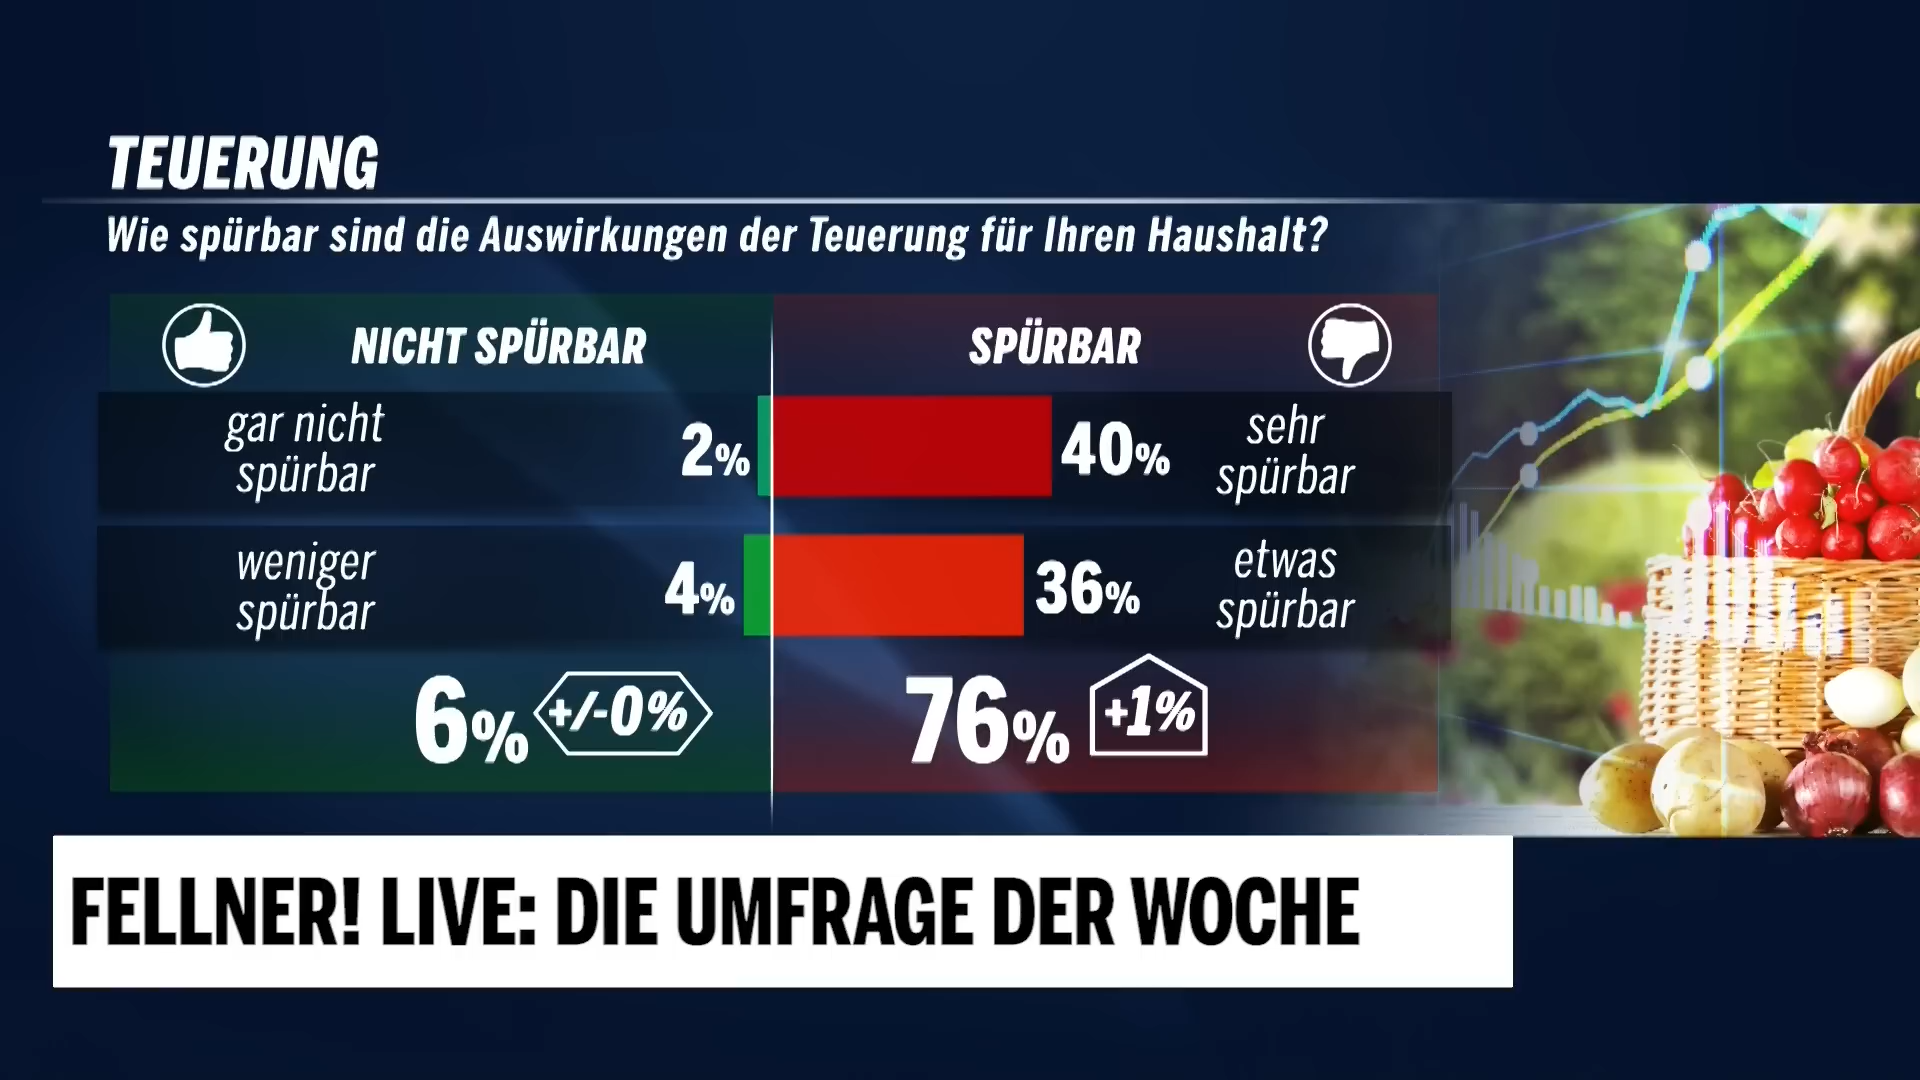 TEUERUNG
Wie spürbar sind die Auswirkungen der Teuerung für Ihren Haushalt?
NICHT SPÜRBAR
SPÜRBAR
gar nicht
spürbar
2%
40%
sehr
spürbar
weniger
spürbar
4%
36%
etwas
spürbar
6% +/-0%
76% +1%
FELLNER! LIVE: DIE UMFRAGE DER WOCHE